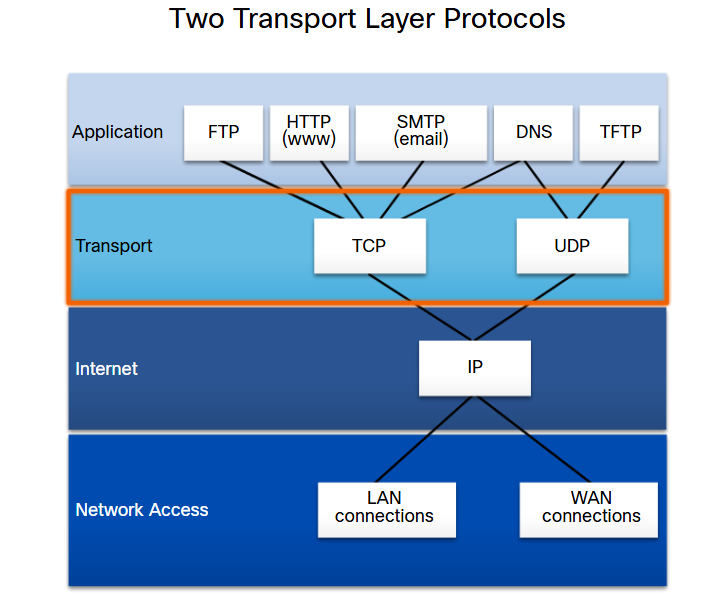 Two Transport Layer Protocols
Application
FTP
HTTP
(www)
SMTP
(email)
DNS
TFTP
Transport
TCP
UDP
Internet
IP
Network Access
LAN
connections
WAN
connections